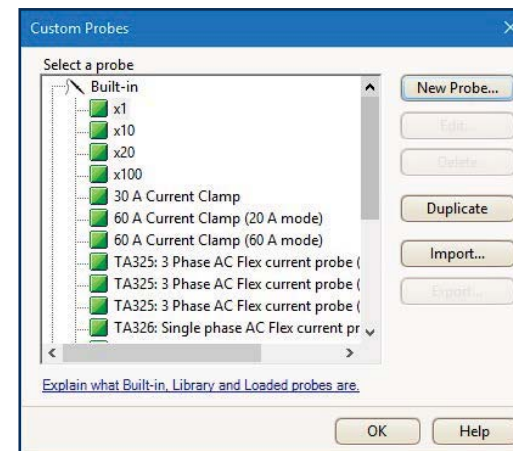 Custom Probes
Select a probe
Built-in
x1
x10
x20
x100
30 A Current Clamp
60 A Current Clamp (20 A mode)
60 A Current Clamp (60 A mode)
TA325: 3 Phase AC Flex current probe (
TA325: 3 Phase AC Flex current probe (
TA325: 3 Phase AC Flex current probe (
TA326: Single phase AC Flex current pr
New Probe...
Edit...
Delete
Duplicate
Import...
Export...
Explain what Built-in, Library and Loaded probes are.
OK
Help